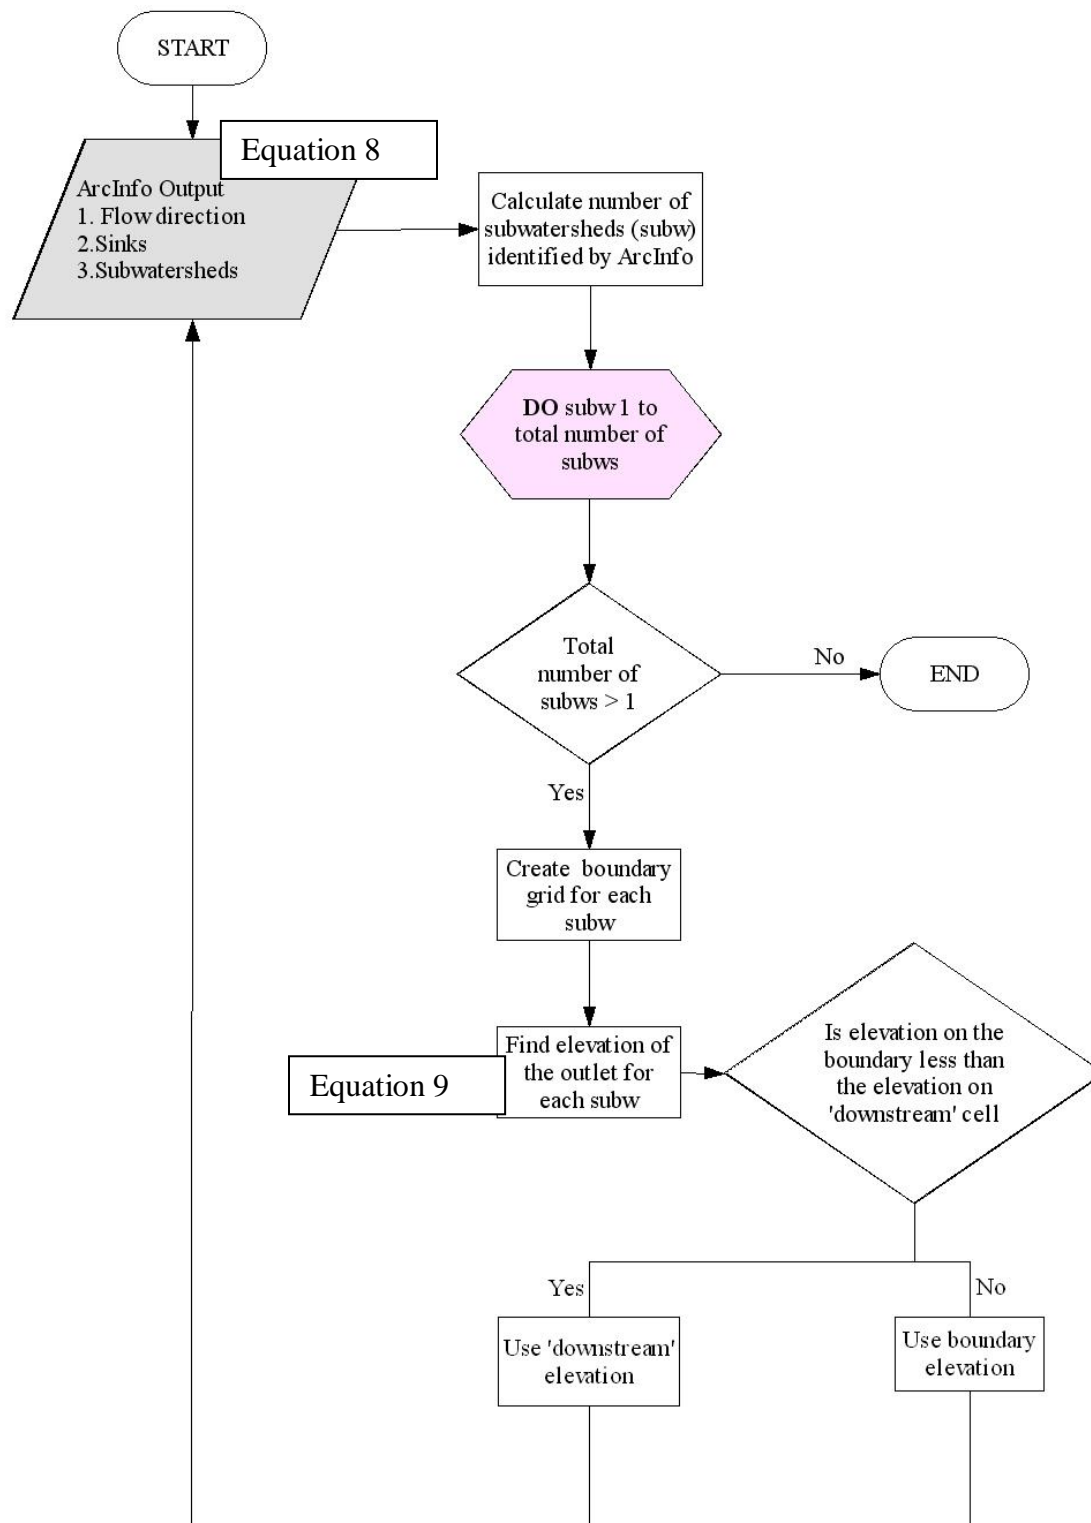 START
Equation 8
ArcInfo Output
1. Flow direction
2.Sinks
3.Subwatersheds
Calculate number of
subwatersheds (subw)
identified by ArcInfo
DO subw 1 to
total number of
subws
Total
number of
subws > 1
No
END
Yes
Create boundary
grid for each
subw
Find elevation of
the outlet for
each subw
Equation 9
Is elevation on the
boundary less than
the elevation on
'downstream' cell
Yes
No
Use 'downstream'
elevation
Use boundary
elevation